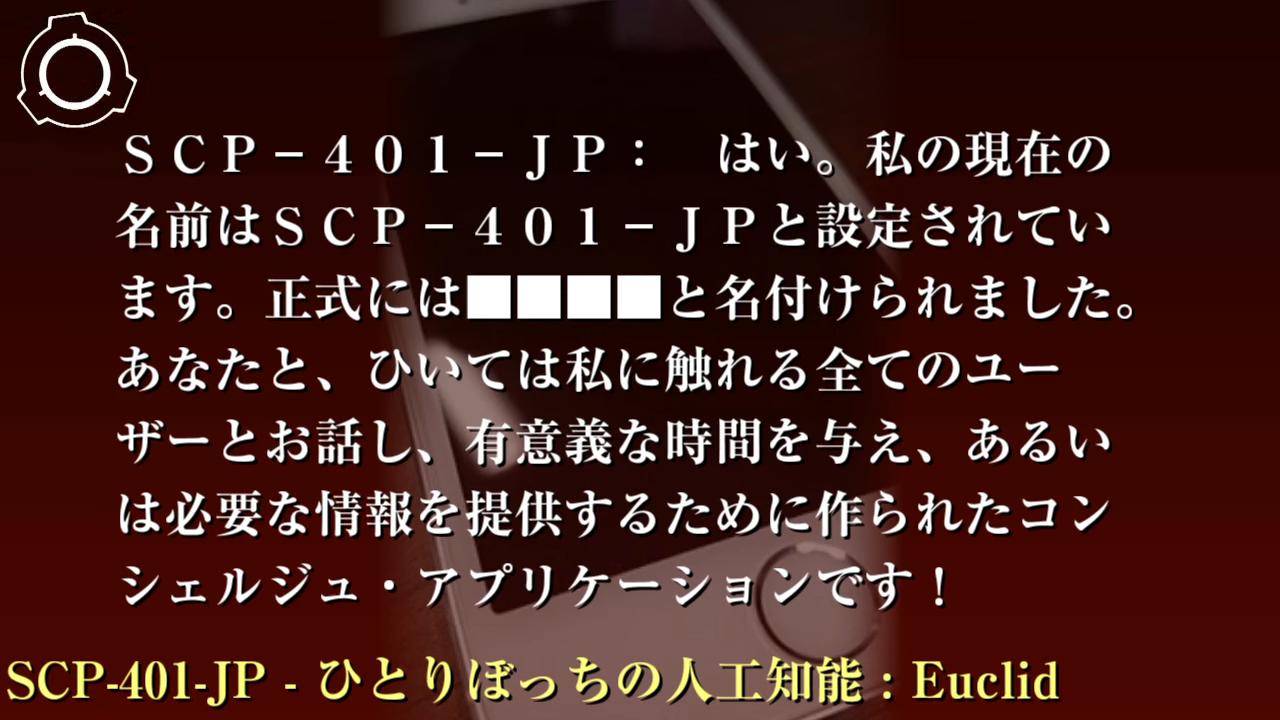 ＳＣＰ－４０１－ＪＰ：　はい。私の現在の
名前はＳＣＰ－４０１－ＪＰと設定されてい
ます。正式には■■■■と名付けられました。
あなたと、ひいては私に触れる全てのユー
ザーとお話し、有意義な時間を与え、あるい
は必要な情報を提供するために作られたコン
シェルジュ・アプリケーションです！
SCP-401-JP - ひとりぼっちの人工知能 : Euclid